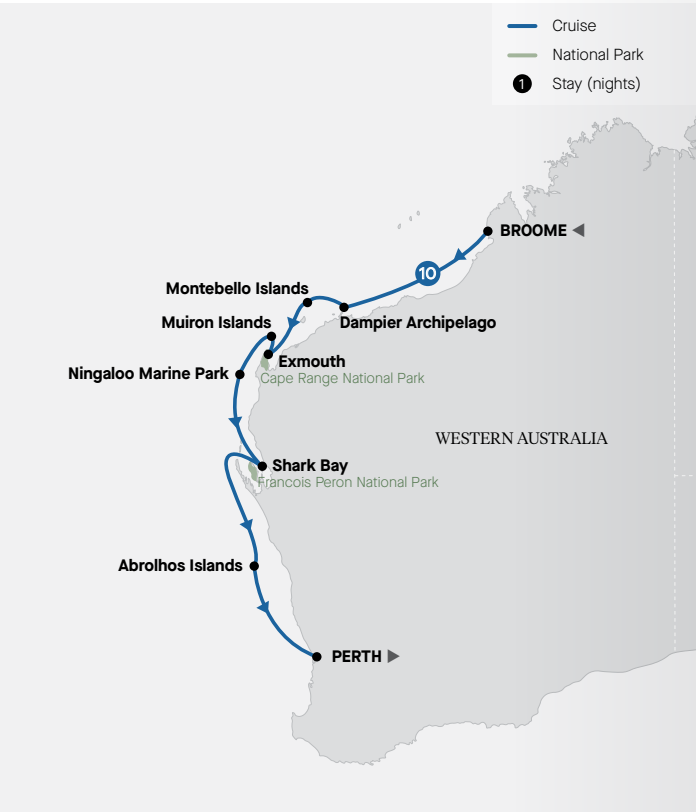 Cruise
National Park
1 Stay (nights)
BROOME
10
Montebello Islands
Dampier Archipelago
Muiron Islands
Exmouth
Ningaloo Marine Park
Cape Range National Park
WESTERN AUSTRALIA
Shark Bay
Francois Peron National Park
Abrolhos Islands
PERTH